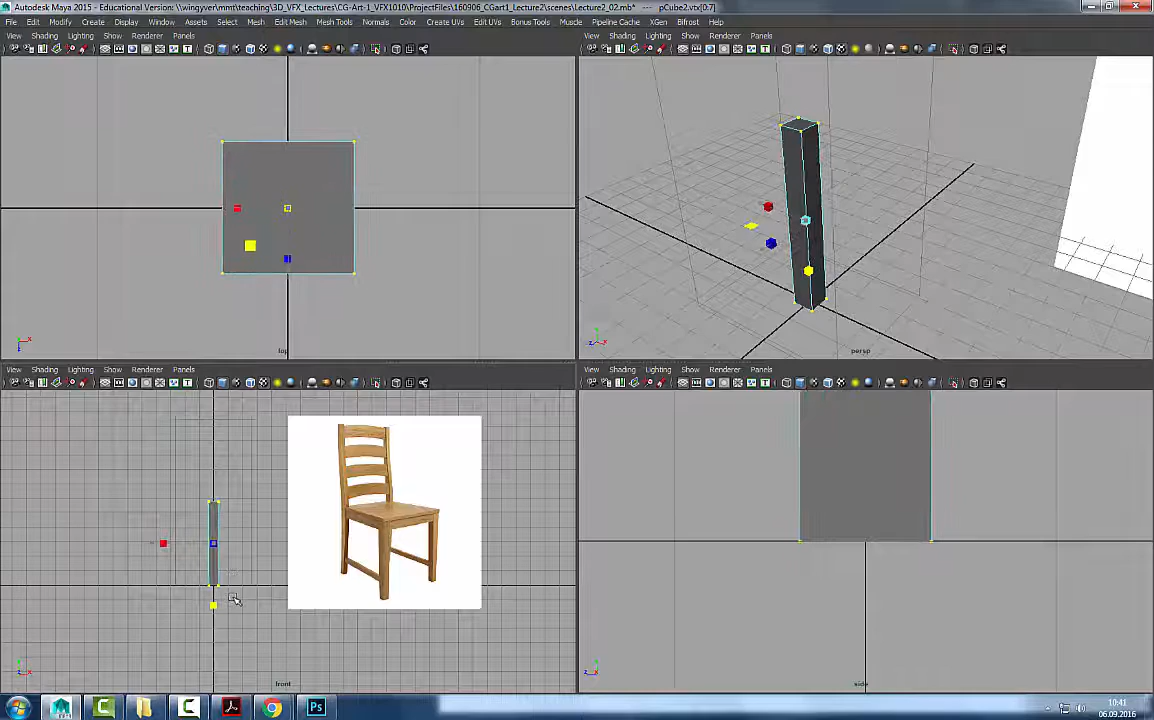 Autodesk Maya 2015 - Educational Version: \\wingyver\mmt\teaching\3D_VFX_Lectures\CG-Art-1_VFX1010\ProjectFiles\160906_CGart1_Lecture2\scenes\Lecture2_02.mb* --- pCube2.vtx[0:7]
File Edit Modify Create Display Window Assets Select Mesh Edit Mesh Mesh Tools Normals Color Create UVs Edit UVs Bonus Tools Muscle Pipeline Cache XGen Bifrost Help
View Shading Lighting Show Renderer Panels
View Shading Lighting Show Renderer Panels
top
persp
View Shading Lighting Show Renderer Panels
View Shading Lighting Show Renderer Panels
front
side
Ps
10:41
06.09.2016